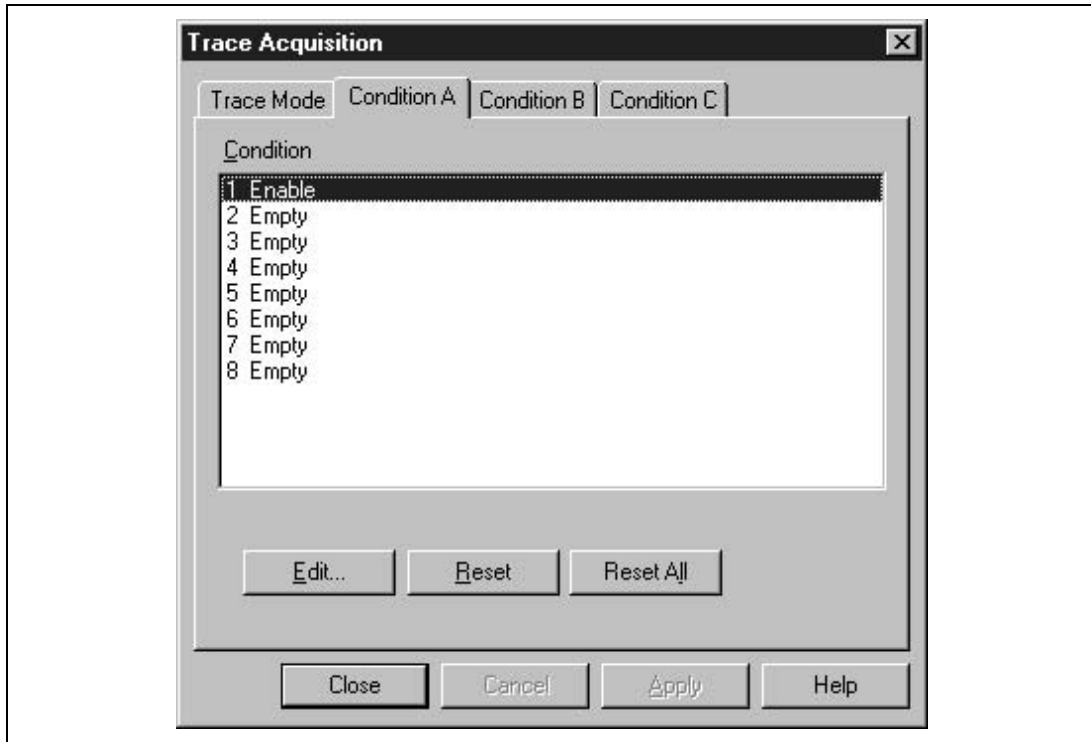 Trace Acquisition
Trace Mode Condition A Condition B Condition C
Condition
1 Enable
2 Empty
3 Empty
4 Empty
5 Empty
6 Empty
7 Empty
8 Empty
Edit... Reset Reset All
Close Cancel Apply Help